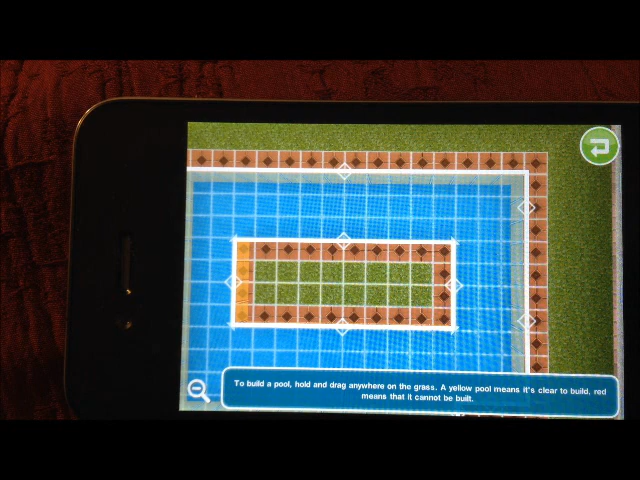 To build a pool, hold and drag anywhere on the grass. A yellow pool means it's clear to build, red
means that it cannot be built.